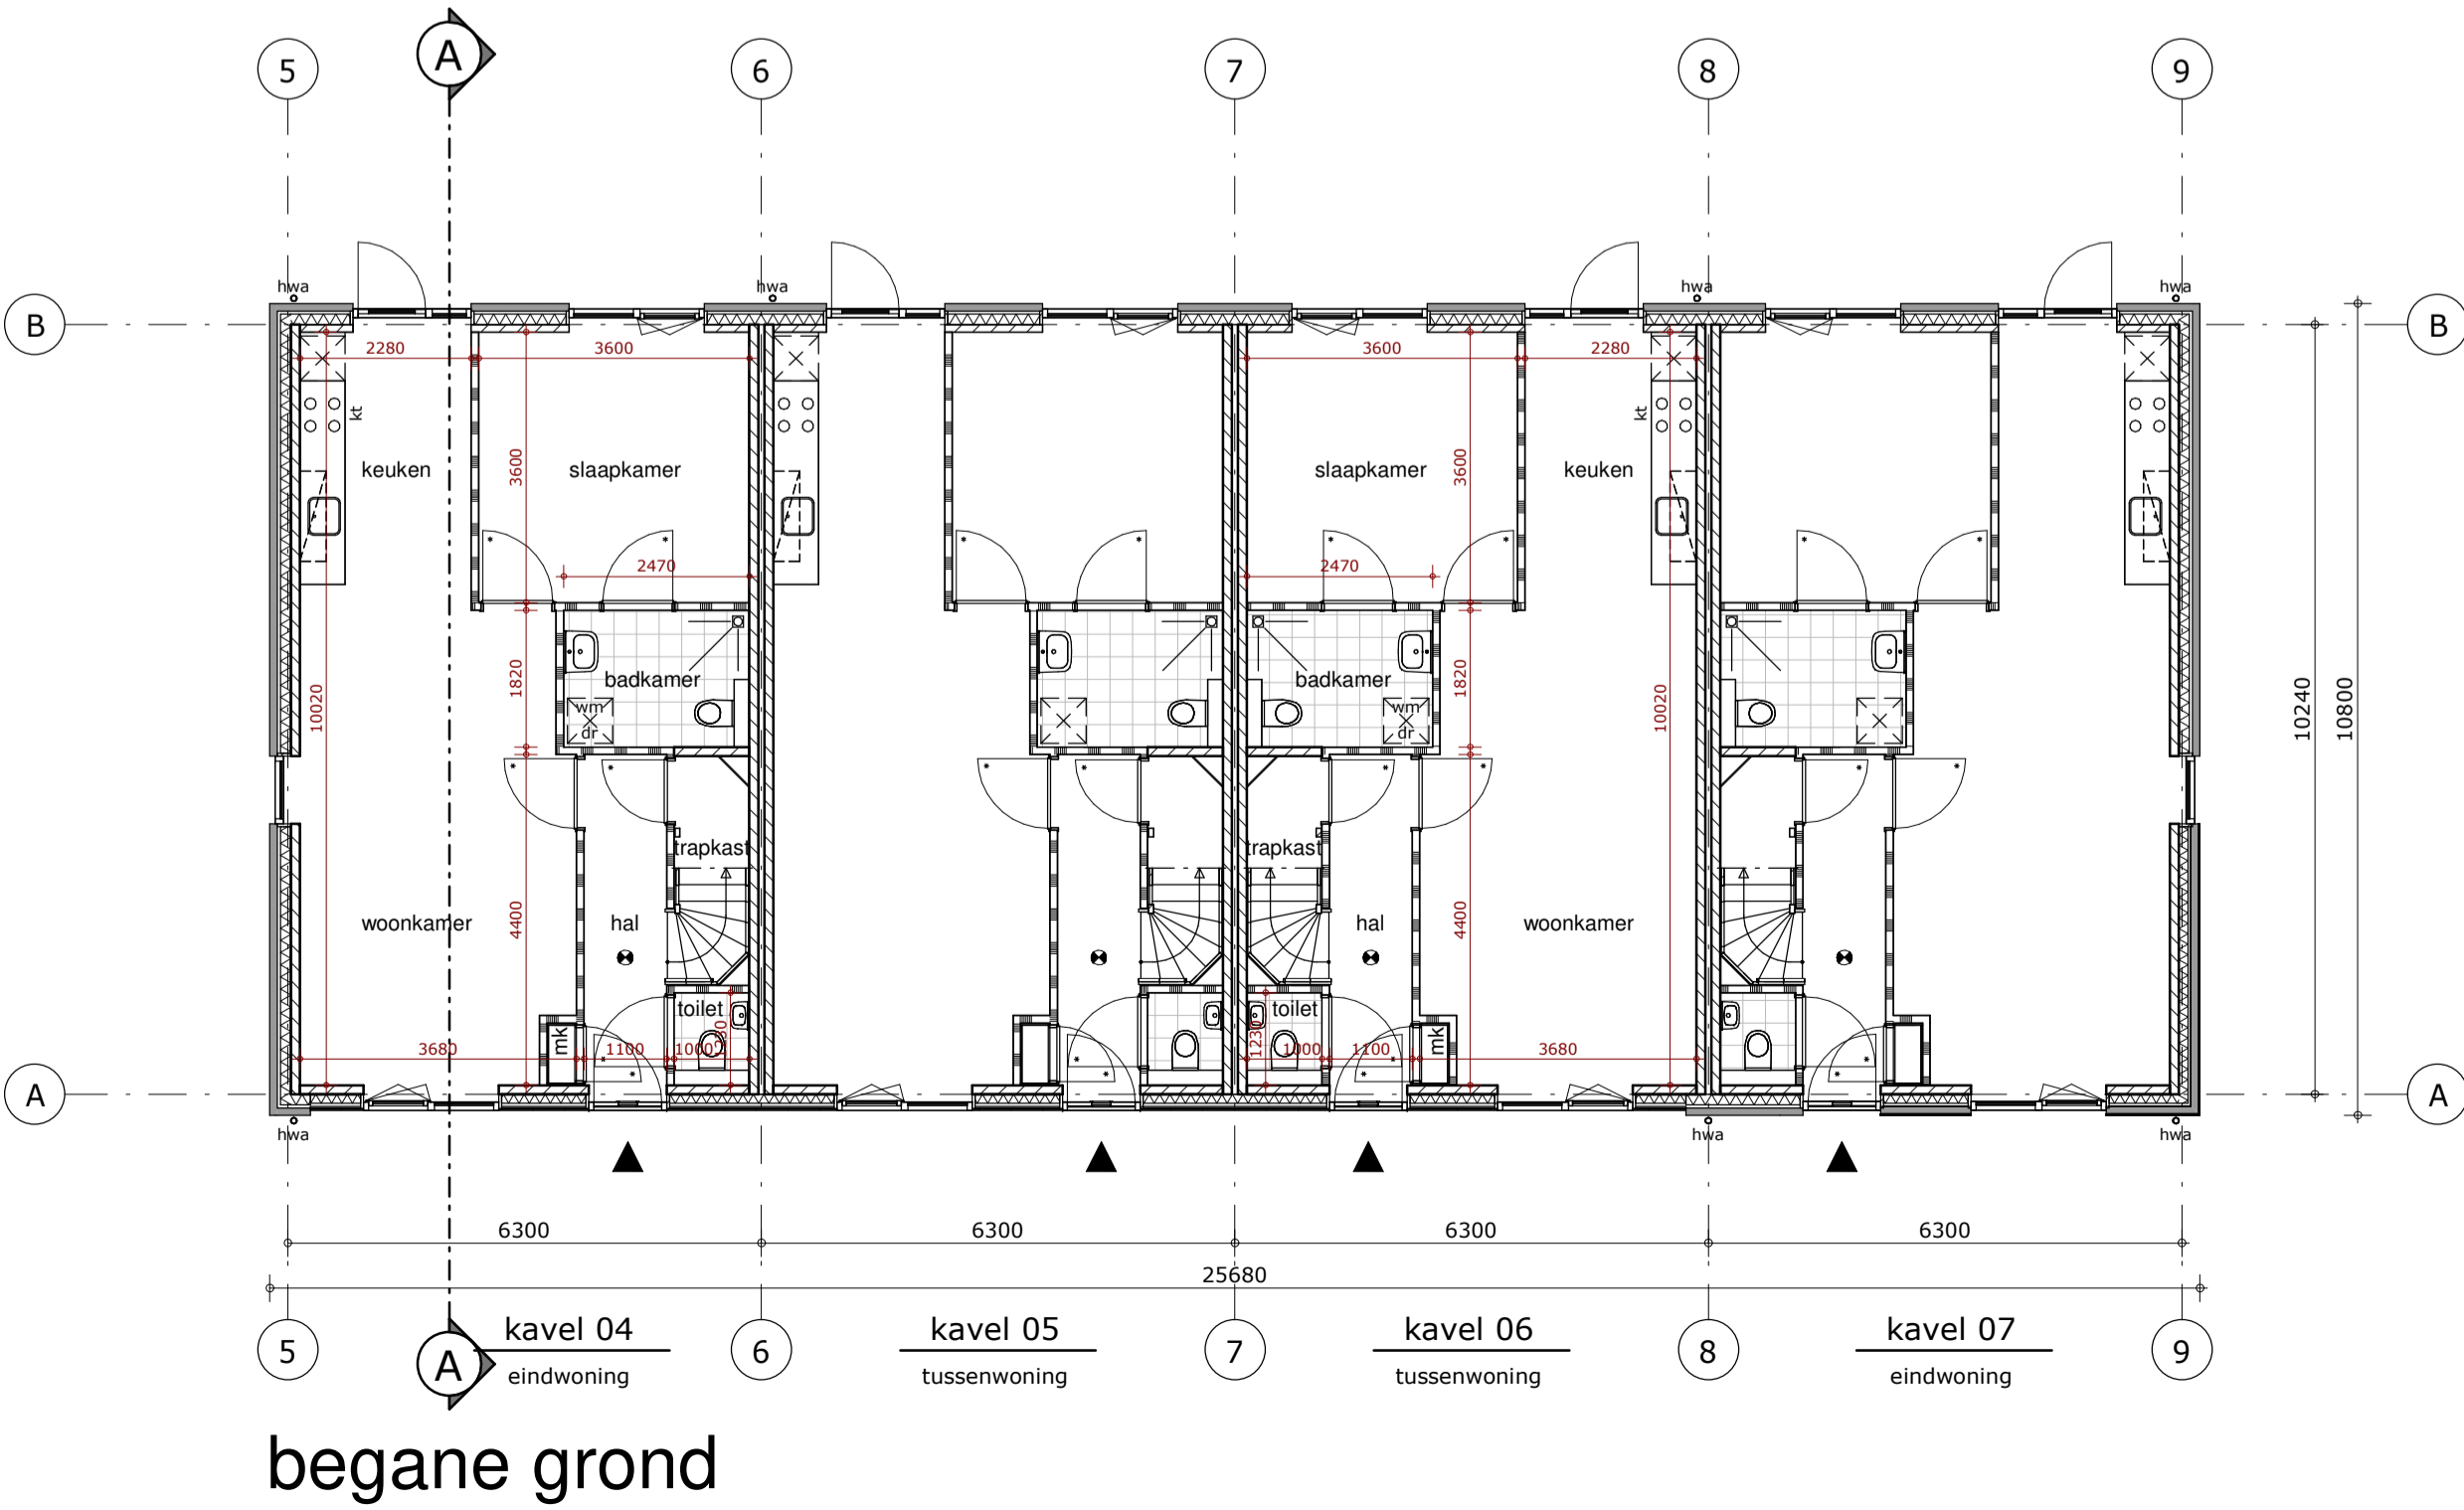 5 A 6 7 8 9
hwa hwa hwa hwa
B B
2280 3600 3600 2280
kt kt
3600 3600
keuken slaapkamer slaapkamer keuken
2470 2470
1820 1820
badkamer badkamer
10020 10020
10240 10800
wm wm
dr dr
trapkast trapkast
4400 4400
woonkamer hal hal woonkamer
toilet toilet
1230 1230
mk mk
3680 1100 1000 1000 1100 3680
A A
hwa hwa hwa
6300 6300 6300 6300
25680
kavel 04 kavel 05 kavel 06 kavel 07
5 A 6 7 8 9
eindwoning tussenwoning tussenwoning eindwoning
begane grond